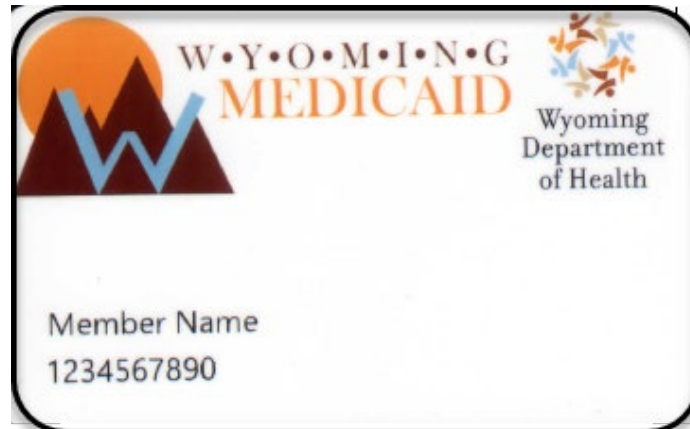 W•Y•O•M•I•N•G
MEDICAID
Wyoming
Department
of Health
Member Name
1234567890